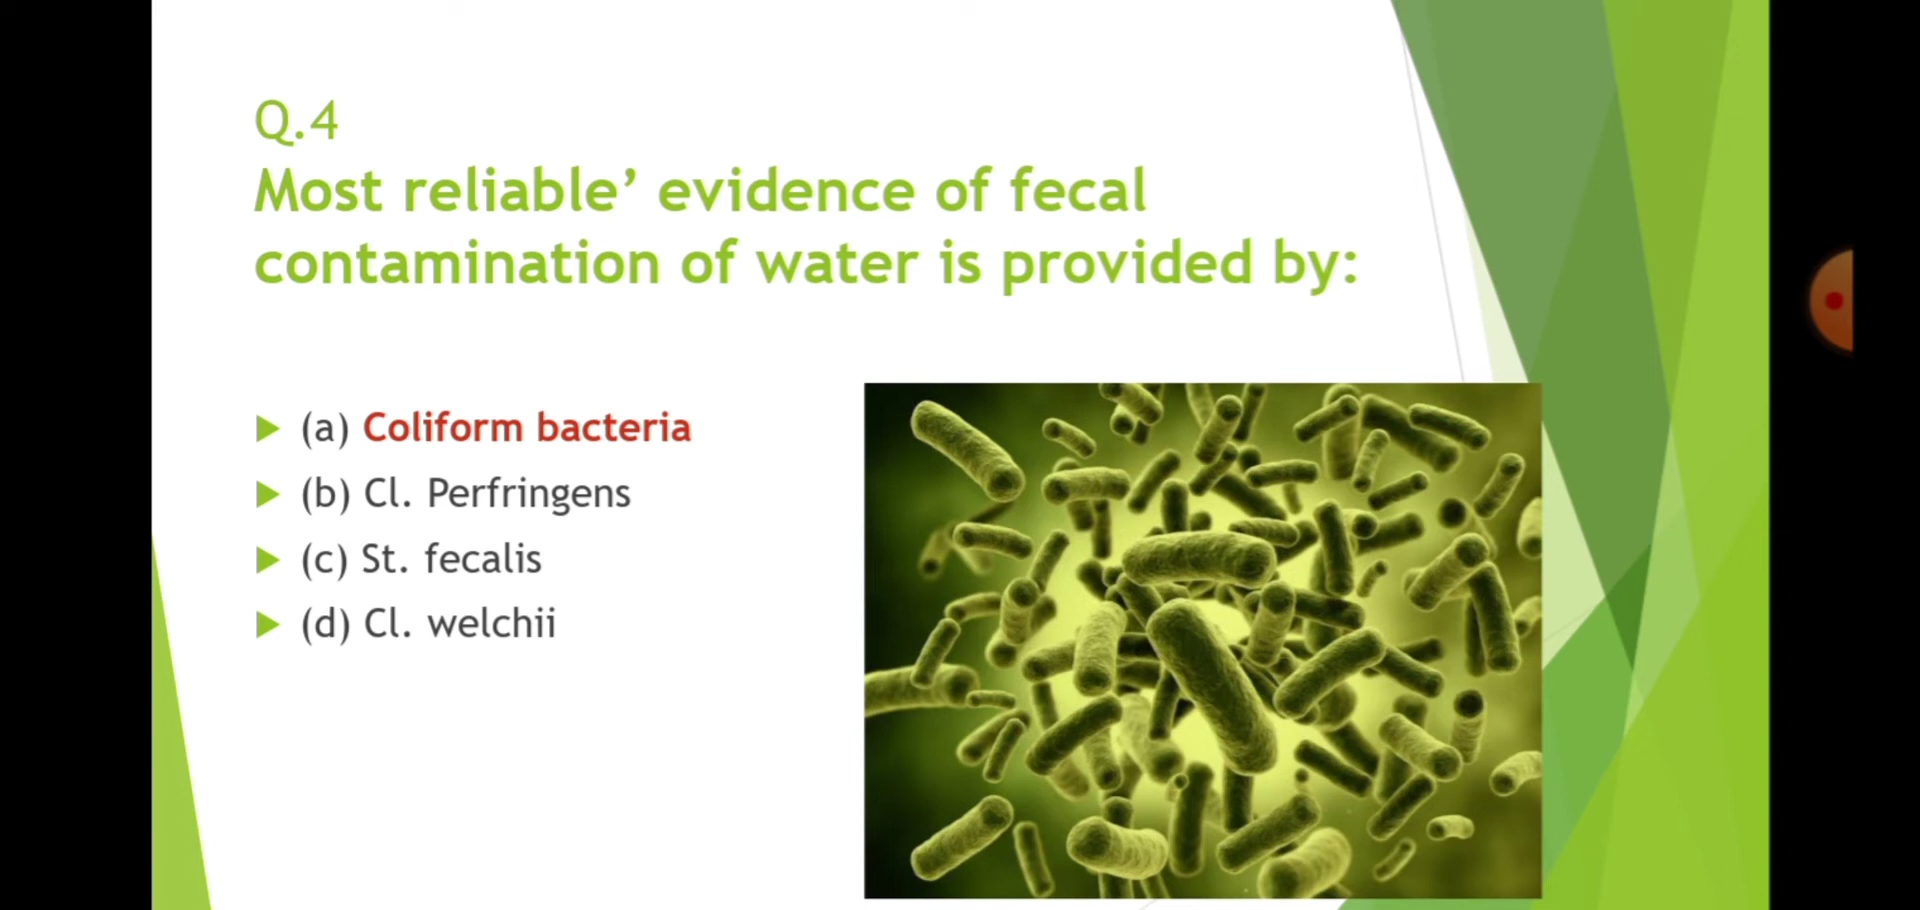 Q.4
Most reliable’ evidence of fecal
contamination of water is provided by:
(a) Coliform bacteria
(b) Cl. Perfringens
(c) St. fecalis
(d) Cl. welchii